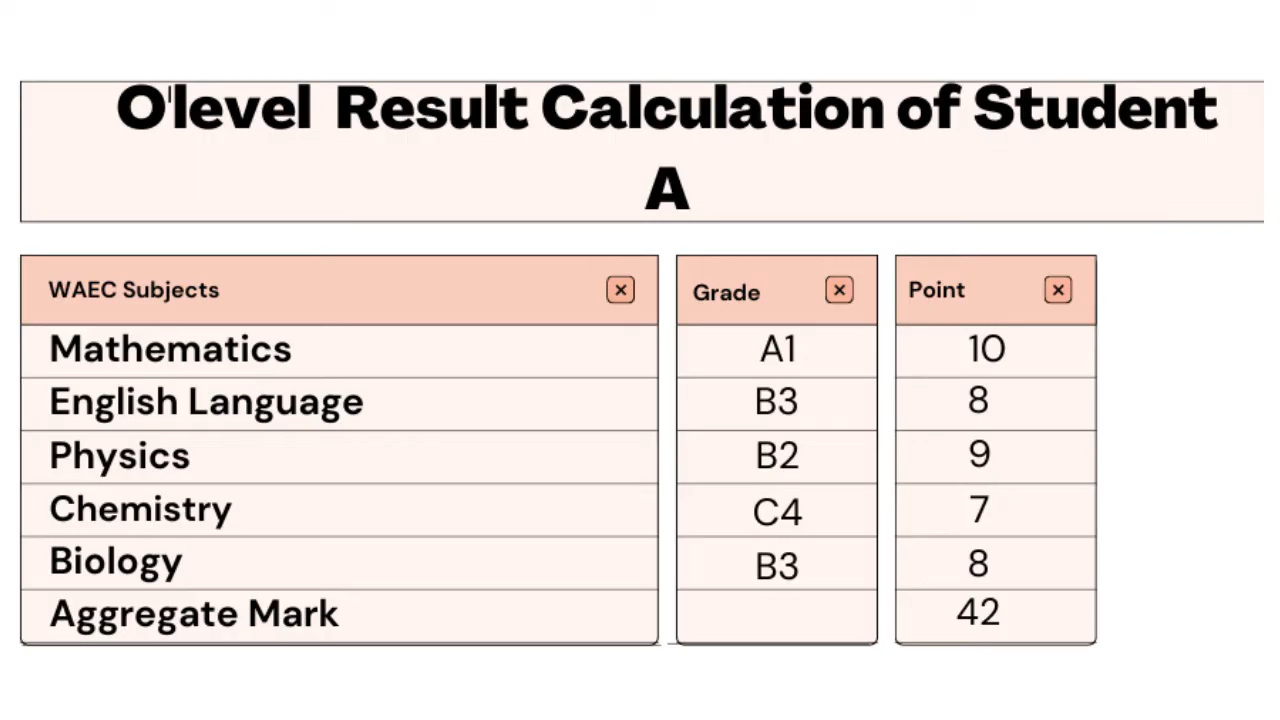 O'level Result Calculation of Student
A
WAEC Subjects Grade Point
Mathematics A1 10
English Language B3 8
Physics B2 9
Chemistry C4 7
Biology B3 8
Aggregate Mark 42